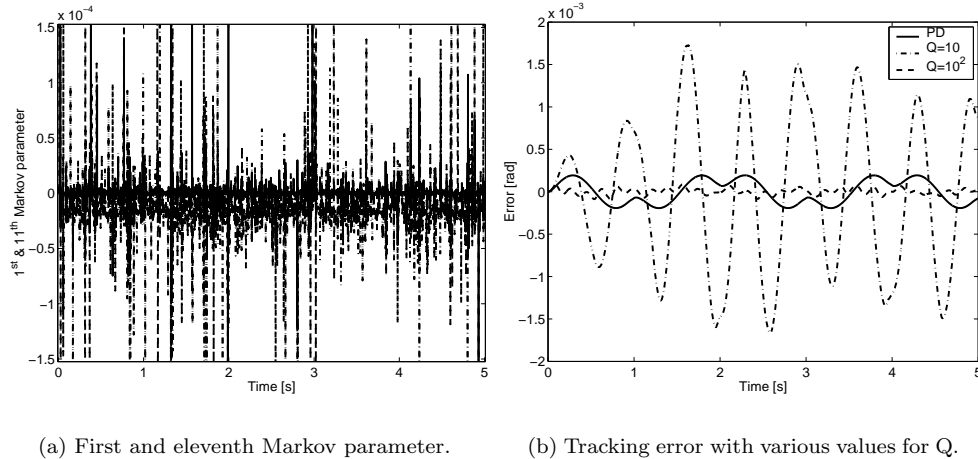 x 10⁻⁴
1.5
1
0.5
0
−0.5
−1
−1.5
1ˢᵗ & 11ᵗʰ Markov parameter
0 1 2 3 4 5
Time [s]
(a) First and eleventh Markov parameter.
x 10⁻³
2
1.5
1
0.5
0
−0.5
−1
−1.5
−2
Error [rad]
PD
Q=10
Q=10²
0 1 2 3 4 5
Time [s]
(b) Tracking error with various values for Q.